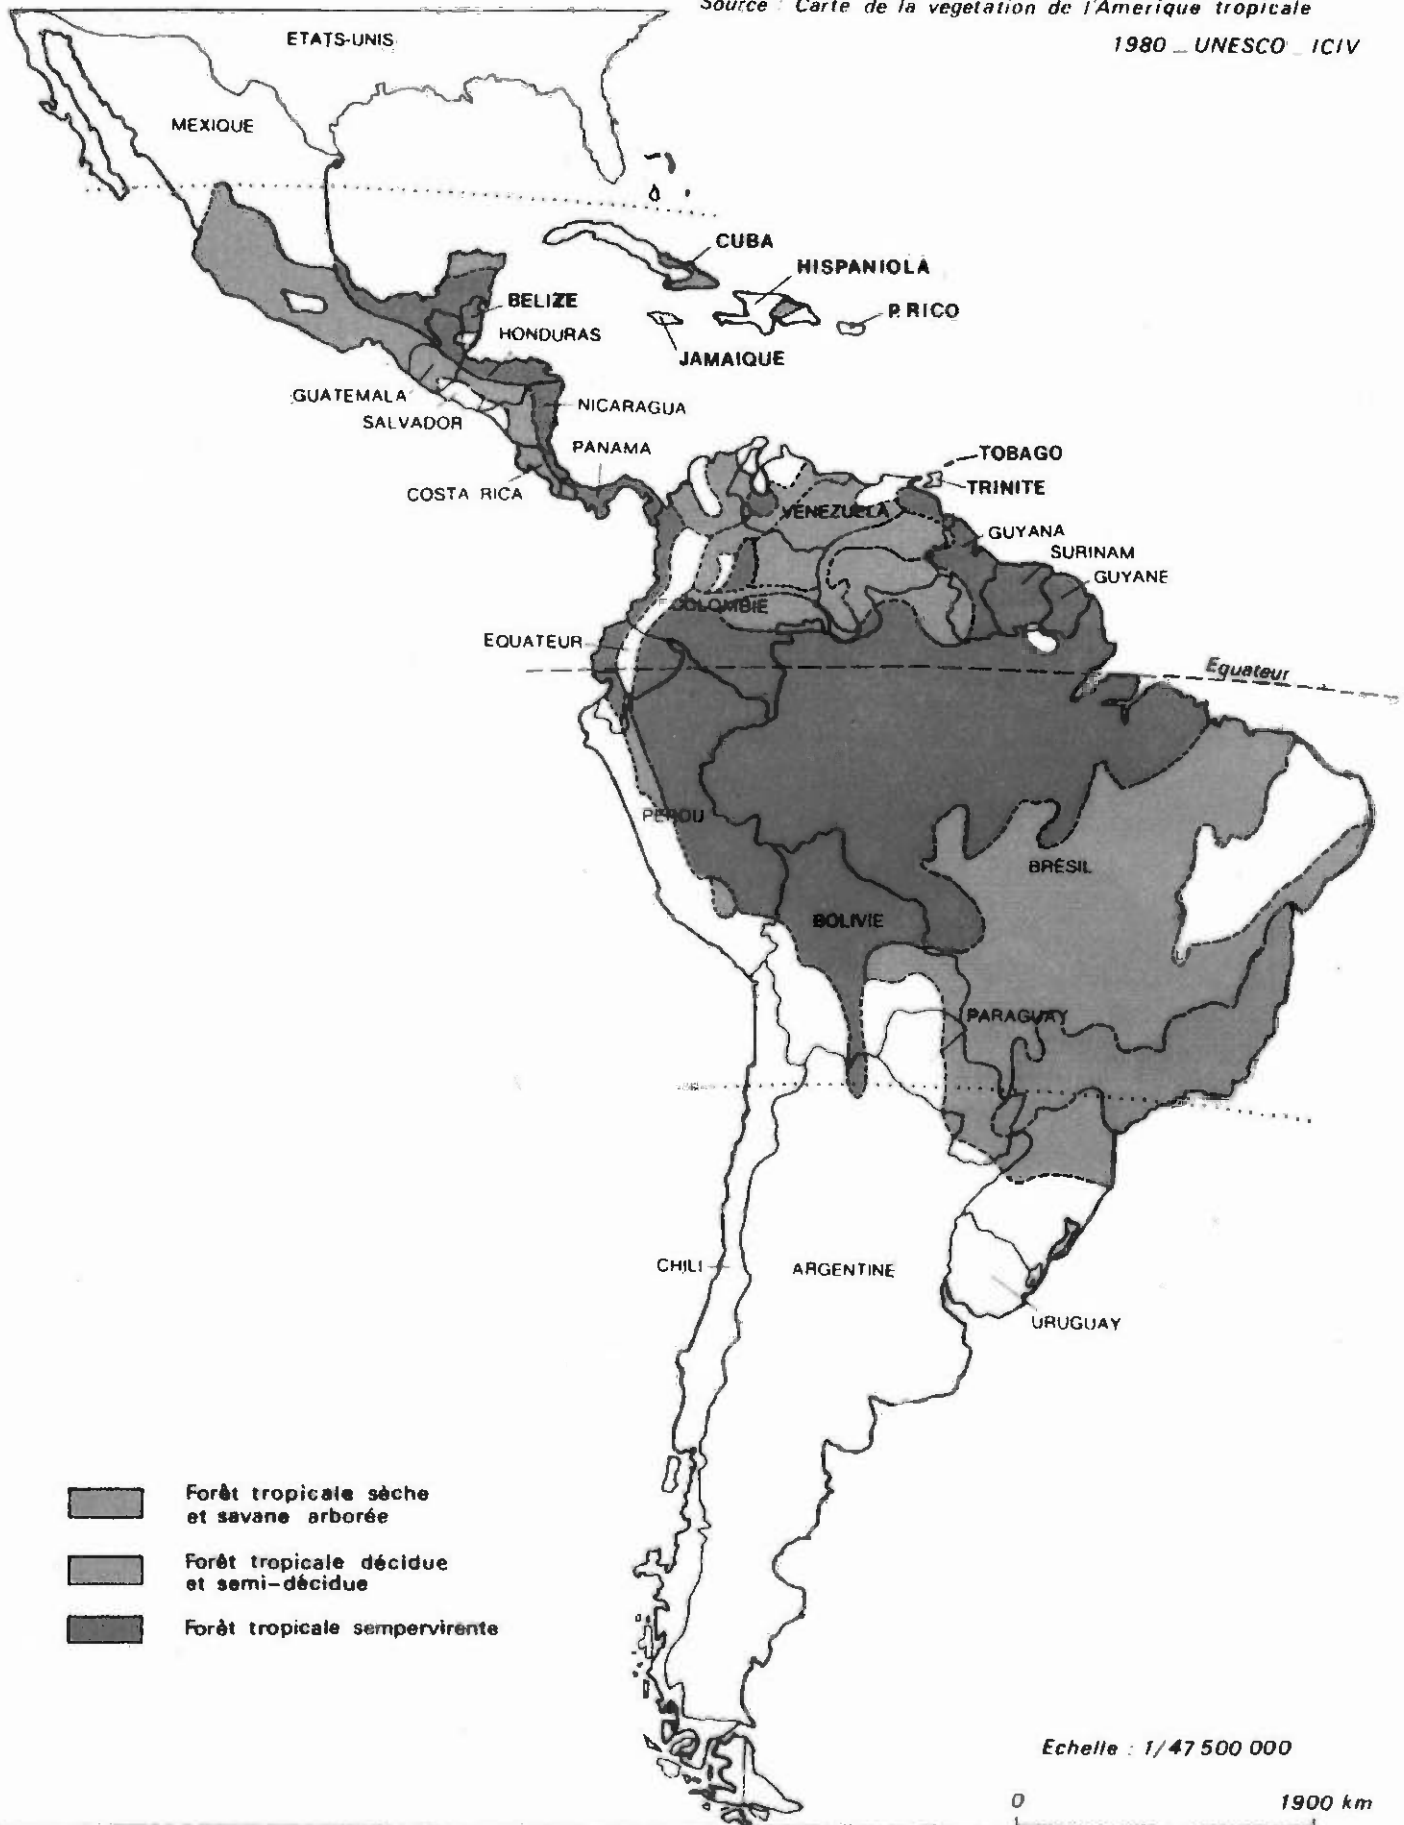 Source : Carte de la végétation de l'Amerique tropicale
1980 _ UNESCO _ ICIV
ETATS-UNIS
MEXIQUE
CUBA
HISPANIOLA
BELIZE
P. RICO
HONDURAS
JAMAIQUE
GUATEMALA
NICARAGUA
SALVADOR
PANAMA
TOBAGO
COSTA RICA
TRINITE
VENEZUELA
GUYANA
SURINAM
GUYANE
COLOMBIE
EQUATEUR
Equateur
PEROU
BRÉSIL
BOLIVIE
PARAGUAY
CHILI
ARGENTINE
URUGUAY
Forêt tropicale sèche
et savane arborée
Forêt tropicale décidue
et semi-décidue
Forêt tropicale sempervirente
Echelle : 1/47 500 000
0 1900 km